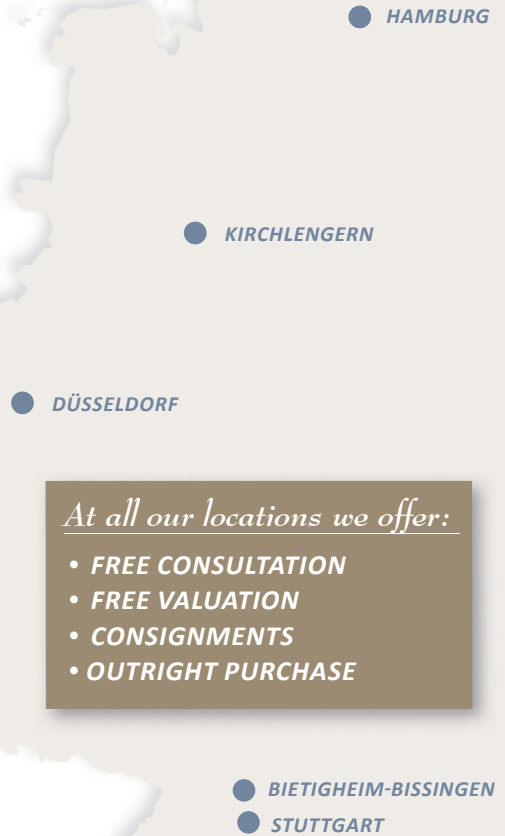 HAMBURG
KIRCHLENGERN
DÜSSELDORF
At all our locations we offer:
• FREE CONSULTATION
• FREE VALUATION
• CONSIGNMENTS
• OUTRIGHT PURCHASE
BIETIGHEIM-BISSINGEN
STUTTGART